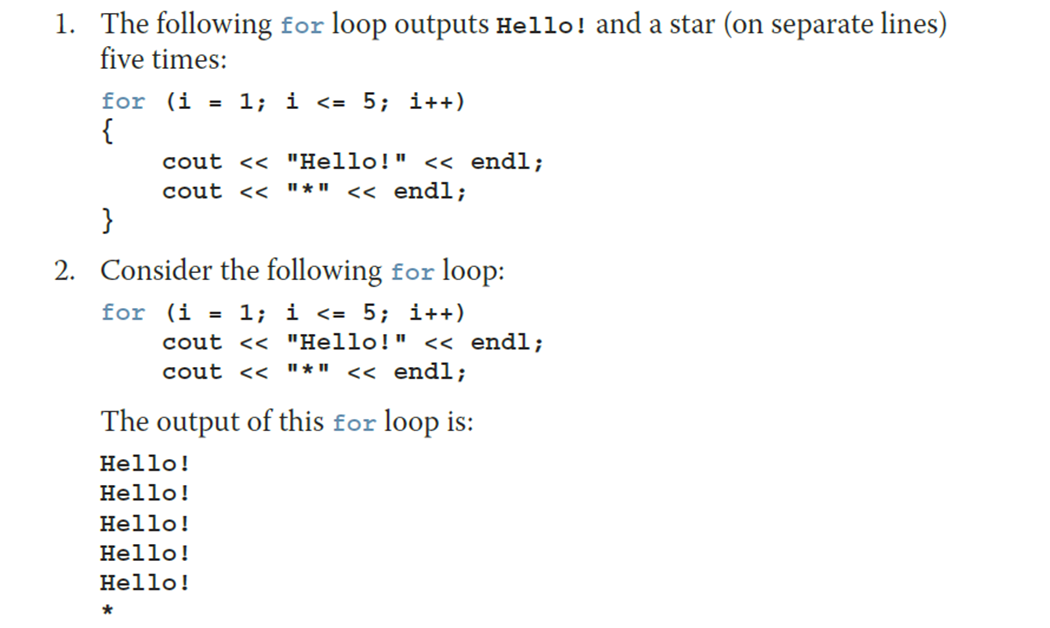 1. The following for loop outputs Hello! and a star (on separate lines)
five times:
for (i = 1; i <= 5; i++)
{
    cout << "Hello!" << endl;
    cout << "*" << endl;
}
2. Consider the following for loop:
for (i = 1; i <= 5; i++)
    cout << "Hello!" << endl;
    cout << "*" << endl;
The output of this for loop is:
Hello!
Hello!
Hello!
Hello!
Hello!
*